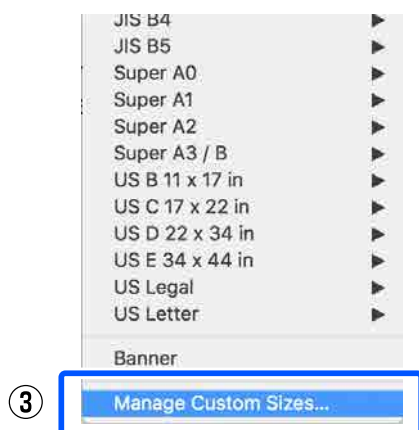 JIS B4
JIS B5
Super A0
Super A1
Super A2
Super A3 / B
US B 11 x 17 in
US C 17 x 22 in
US D 22 x 34 in
US E 34 x 44 in
US Legal
US Letter
Banner
③ Manage Custom Sizes...